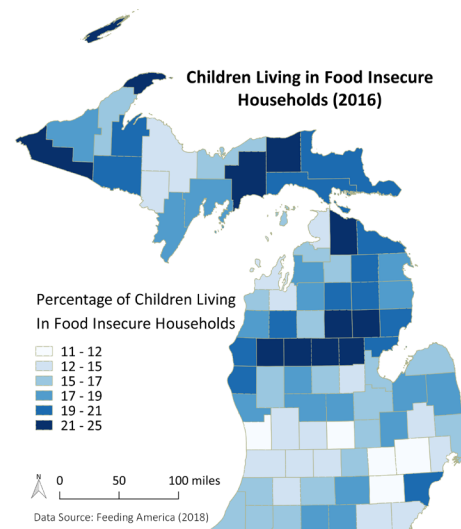 Children Living in Food Insecure
Households (2016)
Percentage of Children Living
In Food Insecure Households
11 - 12
12 - 15
15 - 17
17 - 19
19 - 21
21 - 25
N
0 50 100 miles
Data Source: Feeding America (2018)